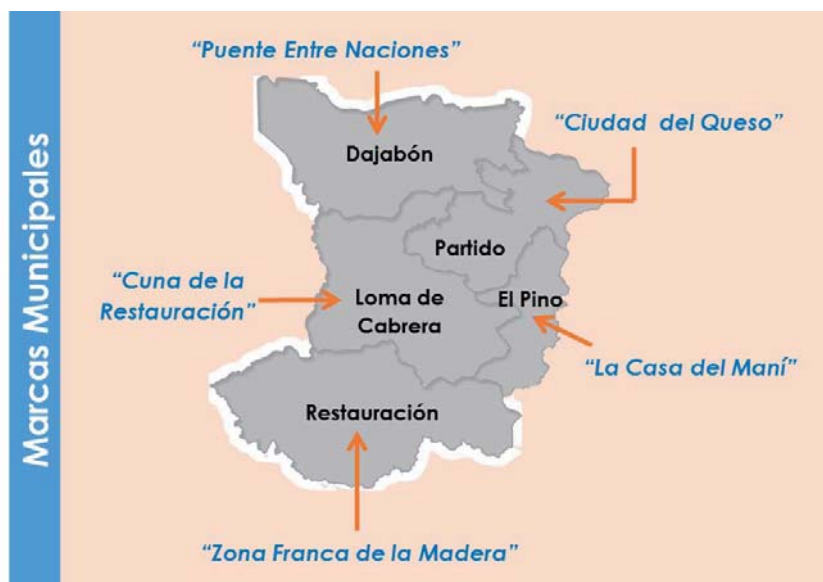 Marcas Municipales
“Puente Entre Naciones”
“Ciudad del Queso”
Dajabón
Partido
“Cuna de la
Restauración”
Loma de
Cabrera
El Pino
“La Casa del Maní”
Restauración
“Zona Franca de la Madera”